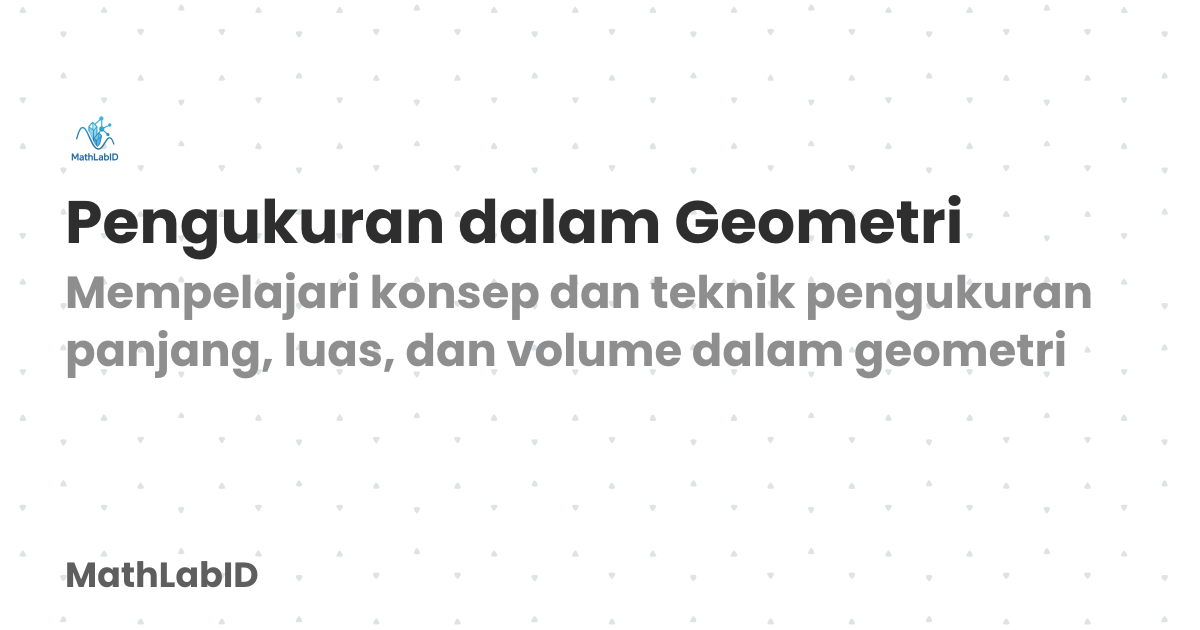 MathLabID
Pengukuran dalam Geometri
Mempelajari konsep dan teknik pengukuran
panjang, luas, dan volume dalam geometri
MathLabID